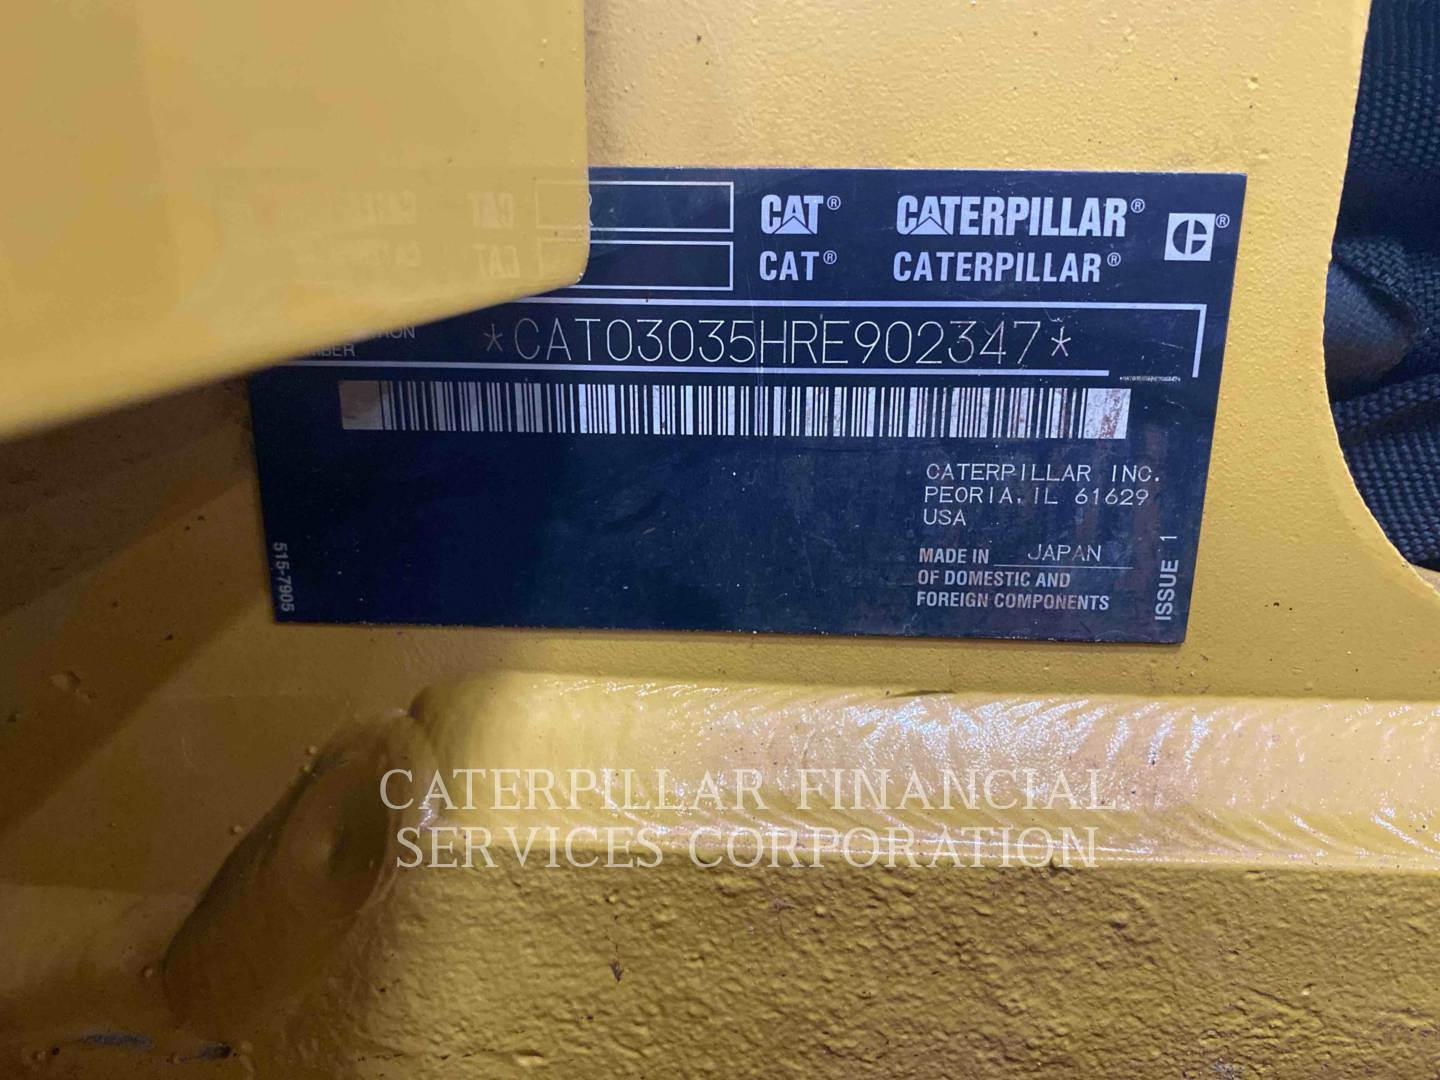 CAT® CATERPILLAR®
CAT® CATERPILLAR®
*CAT03035HRE902347*
CATERPILLAR INC.
PEORIA, IL 61629
USA
MADE IN JAPAN
OF DOMESTIC AND
FOREIGN COMPONENTS
ISSUE 1
515-7905
CATERPILLAR FINANCIAL
SERVICES CORPORATION